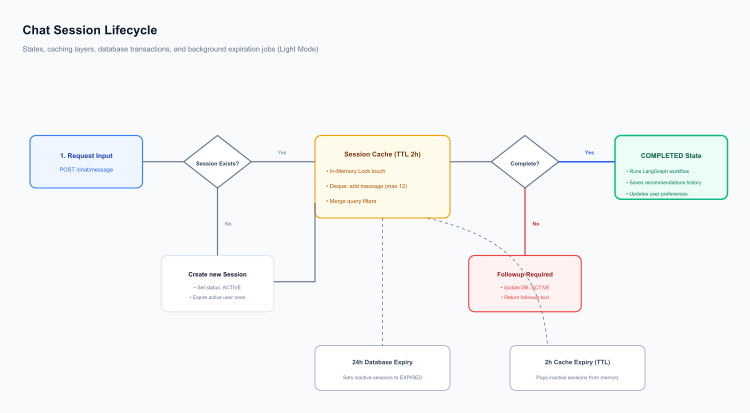 Chat Session Lifecycle
States, caching layers, database transactions, and background expiration jobs (Light Mode)
1. Request Input
POST /chat/message
Session Exists?
Yes
No
Session Cache (TTL 2h)
• In-Memory Lock touch
• Deque: add message (max 12)
• Merge query filters
Complete?
Yes
No
COMPLETED State
• Runs LangGraph workflow
• Saves recommendations history
• Updates user preferences
Create new Session
• Set status: ACTIVE
• Expire active user ones
Followup Required
• Update DB: ACTIVE
• Return followup text
24h Database Expiry
Sets inactive sessions to EXPIRED
2h Cache Expiry (TTL)
Pops inactive sessions from memory